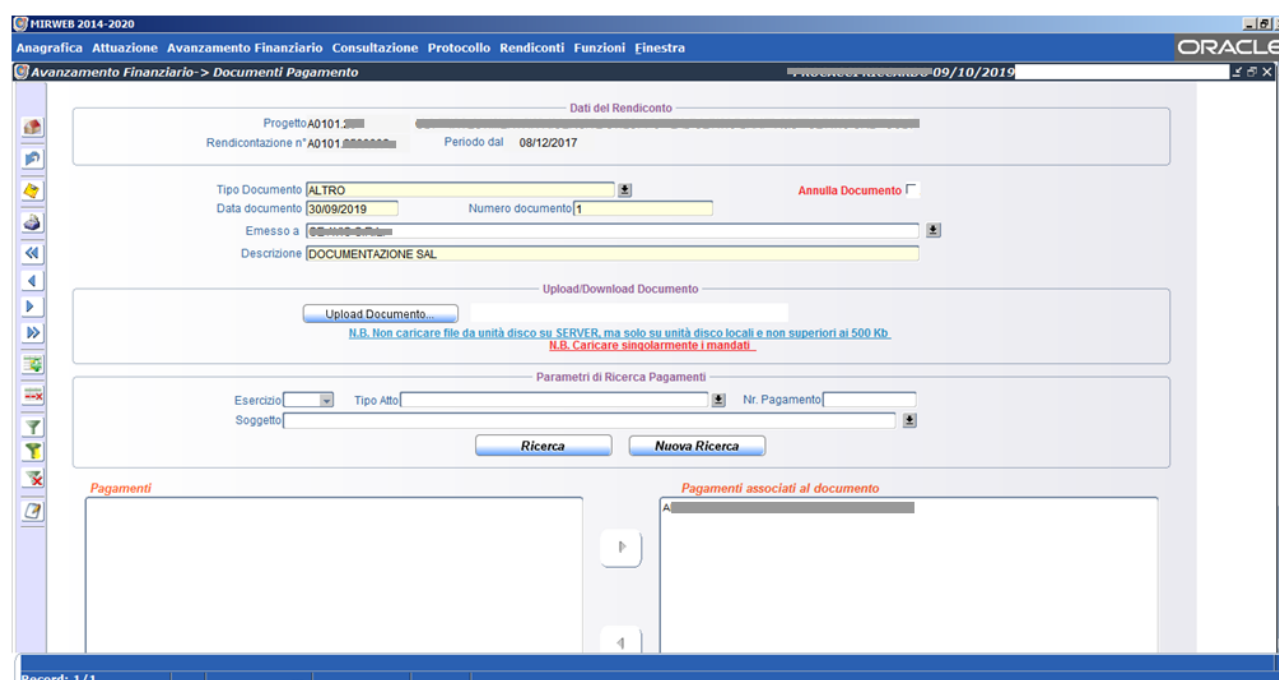 MIRWEB 2014-2020
Anagrafica Attuazione Avanzamento Finanziario Consultazione Protocollo Rendiconti Funzioni Finestra
ORACLE
Avanzamento Finanziario-> Documenti Pagamento 09/10/2019
Dati del Rendiconto
Progetto A0101.
Rendicontazione n° A0101. Periodo dal 08/12/2017
Tipo Documento ALTRO Annulla Documento
Data documento 30/09/2019 Numero documento 1
Emesso a
Descrizione DOCUMENTAZIONE SAL
Upload/Download Documento
Upload Documento...
N.B. Non caricare file da unità disco su SERVER, ma solo su unità disco locali e non superiori ai 500 Kb
N.B. Caricare singolarmente i mandati
Parametri di Ricerca Pagamenti
Esercizio Tipo Atto Nr. Pagamento
Soggetto
Ricerca Nuova Ricerca
Pagamenti Pagamenti associati al documento
A
Record: 1/1